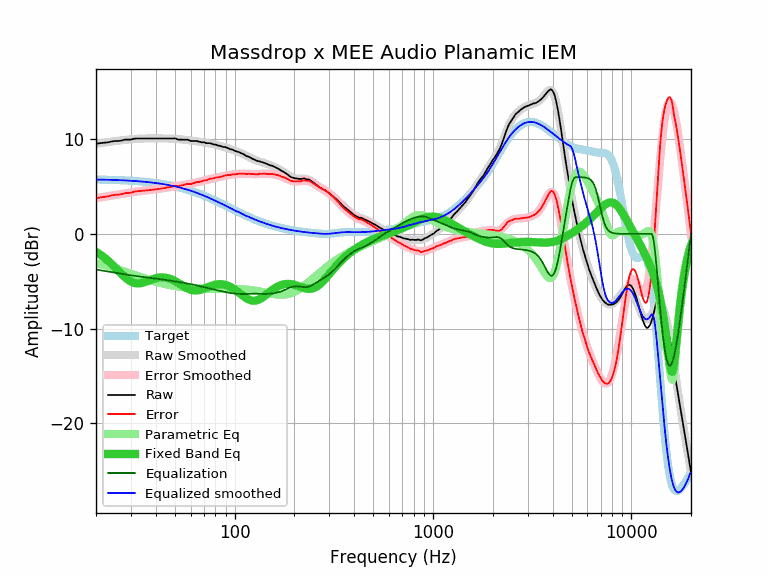 Massdrop x MEE Audio Planamic IEM
10
0
−10
−20
Amplitude (dBr)
Target
Raw Smoothed
Error Smoothed
Raw
Error
Parametric Eq
Fixed Band Eq
Equalization
Equalized smoothed
100
1000
10000
Frequency (Hz)